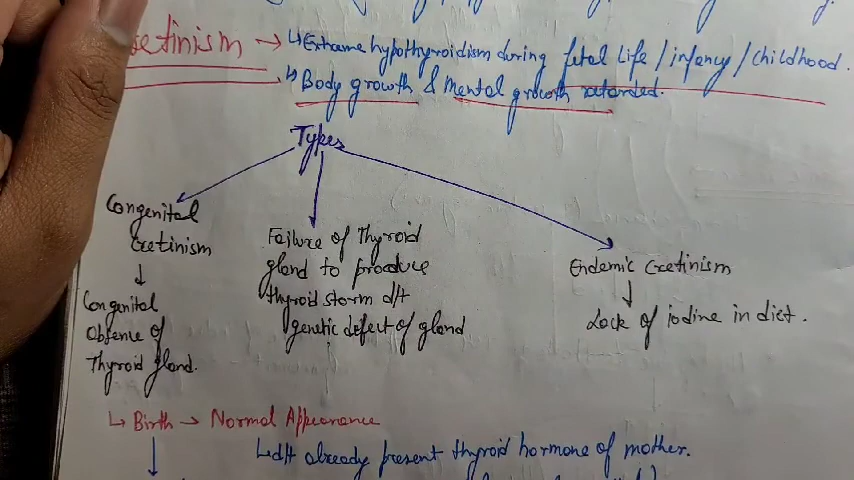 cretinism → ↳ Extreme hypothyroidism during fetal Life / infancy / childhood.
↳ Body growth & Mental growth retarded.
Types
Congenital
Cretinism
↓
Congenital
absence of
Thyroid gland.
Failure of Thyroid
gland to produce
thyroid storm d/t
genetic defect of gland
Endemic Cretinism
↓
Lack of iodine in diet.
↳ Birth → Normal Appearance
↓
↳ d/t already present thyroid hormone of mother.